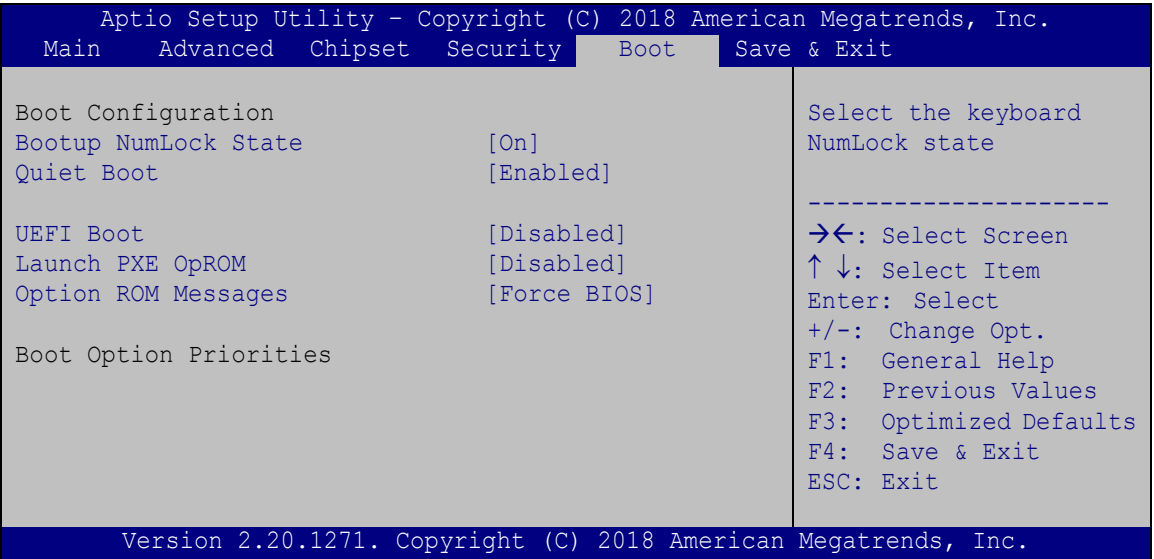 Aptio Setup Utility – Copyright (C) 2018 American Megatrends, Inc.
Main Advanced Chipset Security Boot Save & Exit
Boot Configuration
Bootup NumLock State [On]
Quiet Boot [Enabled]
UEFI Boot [Disabled]
Launch PXE OpROM [Disabled]
Option ROM Messages [Force BIOS]
Boot Option Priorities
Select the keyboard
NumLock state
---------------------
→←: Select Screen
↑ ↓: Select Item
Enter: Select
+/-: Change Opt.
F1: General Help
F2: Previous Values
F3: Optimized Defaults
F4: Save & Exit
ESC: Exit
Version 2.20.1271. Copyright (C) 2018 American Megatrends, Inc.